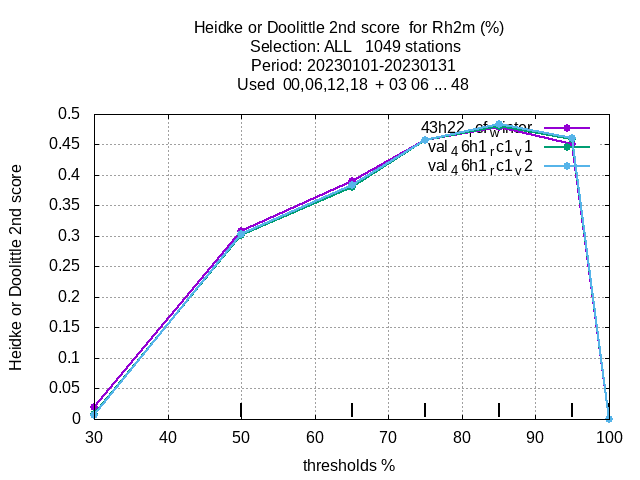 Heidke or Doolittle 2nd score  for Rh2m (%)
Selection: ALL   1049 stations
Period: 20230101-20230131
Used  00,06,12,18  + 03 06 ... 48
Heidke or Doolittle 2nd score
0.5
0.45
0.4
0.35
0.3
0.25
0.2
0.15
0.1
0.05
0
43h22_ref_winter
val_46h1_rc1_v1
val_46h1_rc1_v2
30 40 50 60 70 80 90 100
thresholds %